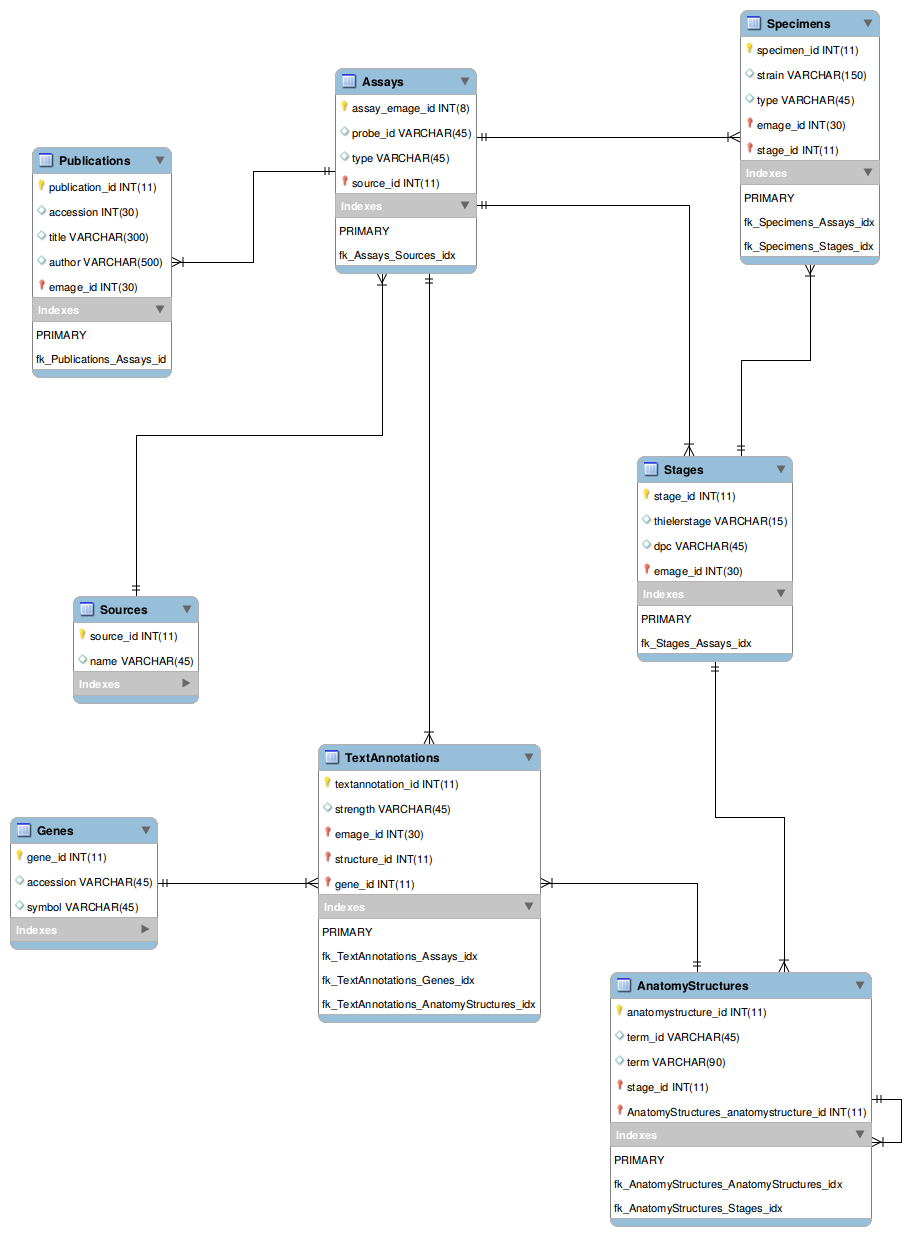 Specimens
specimen_id INT(11)
strain VARCHAR(150)
type VARCHAR(45)
emage_id INT(30)
stage_id INT(11)
Indexes
PRIMARY
fk_Specimens_Assays_idx
fk_Specimens_Stages_idx
Assays
assay_emage_id INT(8)
probe_id VARCHAR(45)
type VARCHAR(45)
source_id INT(11)
Indexes
PRIMARY
fk_Assays_Sources_idx
Publications
publication_id INT(11)
accession INT(30)
title VARCHAR(300)
author VARCHAR(500)
emage_id INT(30)
Indexes
PRIMARY
fk_Publications_Assays_id
Stages
stage_id INT(11)
thielerstage VARCHAR(15)
dpc VARCHAR(45)
emage_id INT(30)
Indexes
PRIMARY
fk_Stages_Assays_idx
Sources
source_id INT(11)
name VARCHAR(45)
Indexes
TextAnnotations
textannotation_id INT(11)
strength VARCHAR(45)
emage_id INT(30)
structure_id INT(11)
gene_id INT(11)
Indexes
PRIMARY
fk_TextAnnotations_Assays_idx
fk_TextAnnotations_Genes_idx
fk_TextAnnotations_AnatomyStructures_idx
Genes
gene_id INT(11)
accession VARCHAR(45)
symbol VARCHAR(45)
Indexes
AnatomyStructures
anatomystructure_id INT(11)
term_id VARCHAR(45)
term VARCHAR(90)
stage_id INT(11)
AnatomyStructures_anatomystructure_id INT(11)
Indexes
PRIMARY
fk_AnatomyStructures_AnatomyStructures_idx
fk_AnatomyStructures_Stages_idx